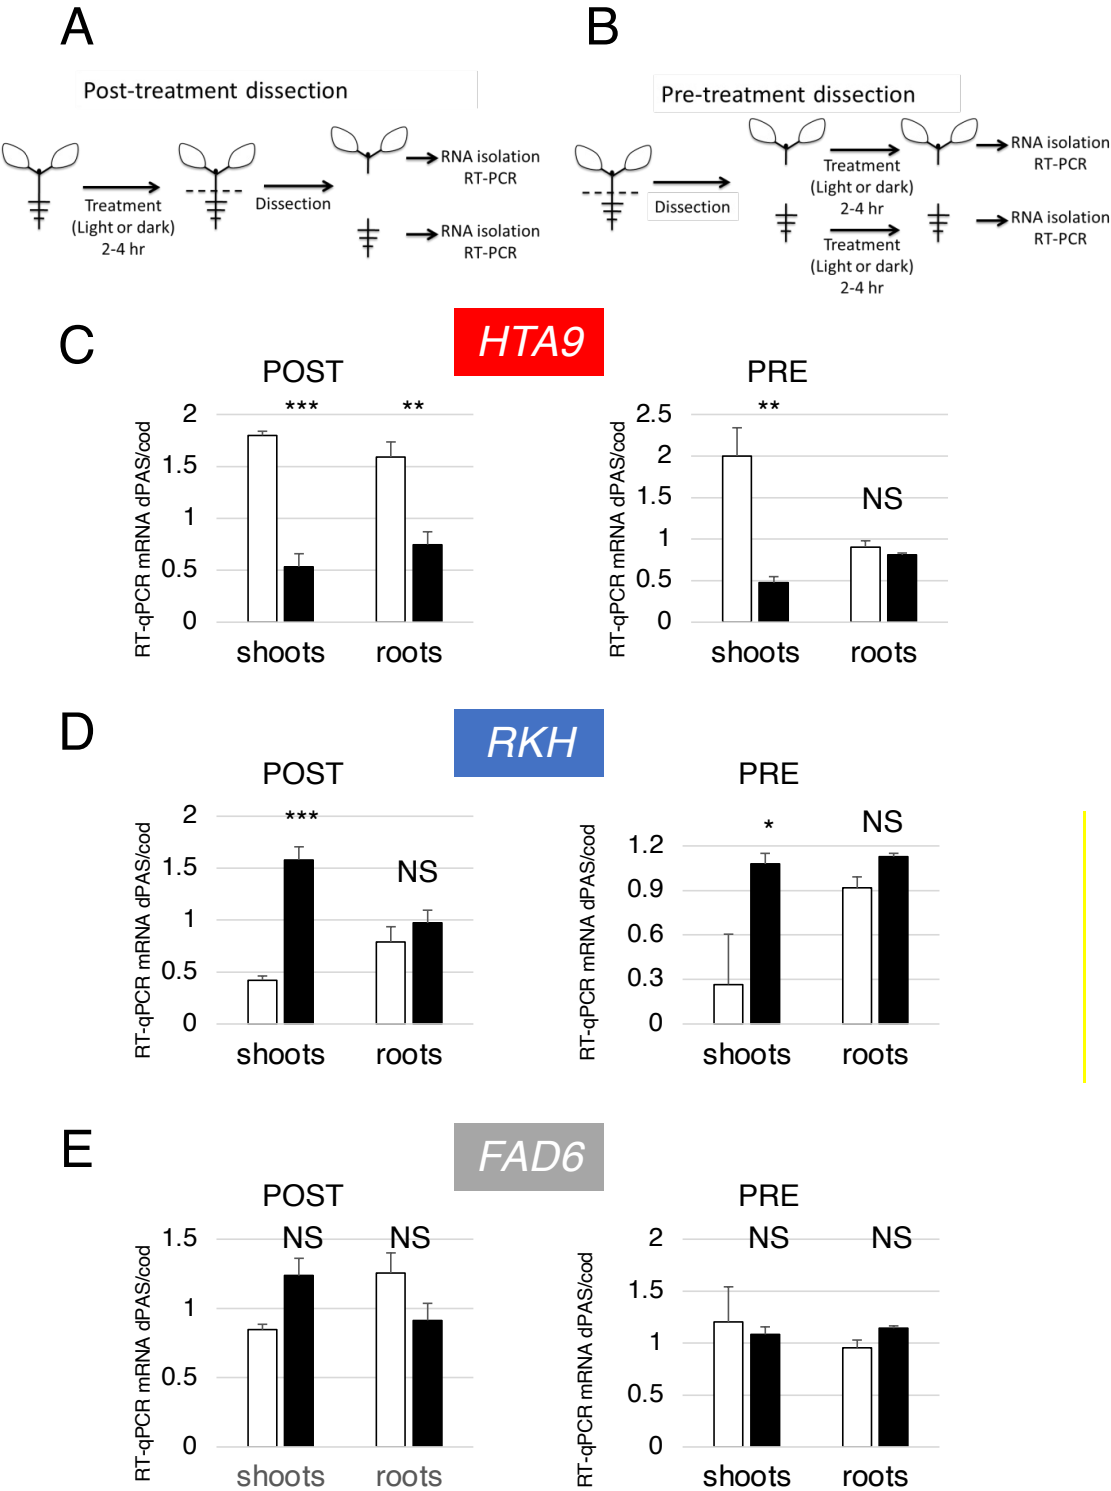 A
Post-treatment dissection
Treatment
(Light or dark)
2-4 hr
Dissection
RNA isolation
RT-PCR
RNA isolation
RT-PCR
B
Pre-treatment dissection
Dissection
Treatment
(Light or dark)
2-4 hr
Treatment
(Light or dark)
2-4 hr
RNA isolation
RT-PCR
RNA isolation
RT-PCR
C
HTA9
POST
RT-qPCR mRNA dPAS/cod
2
1.5
1
0.5
0
***
**
shoots
roots
PRE
RT-qPCR mRNA dPAS/cod
2.5
2
1.5
1
0.5
0
**
NS
shoots
roots
D
RKH
POST
RT-qPCR mRNA dPAS/cod
2
1.5
1
0.5
0
***
NS
shoots
roots
PRE
RT-qPCR mRNA dPAS/cod
1.2
0.9
0.6
0.3
0
*
NS
shoots
roots
E
FAD6
POST
RT-qPCR mRNA dPAS/cod
1.5
1
0.5
0
NS
NS
shoots
roots
PRE
RT-qPCR mRNA dPAS/cod
2
1.5
1
0.5
0
NS
NS
shoots
roots